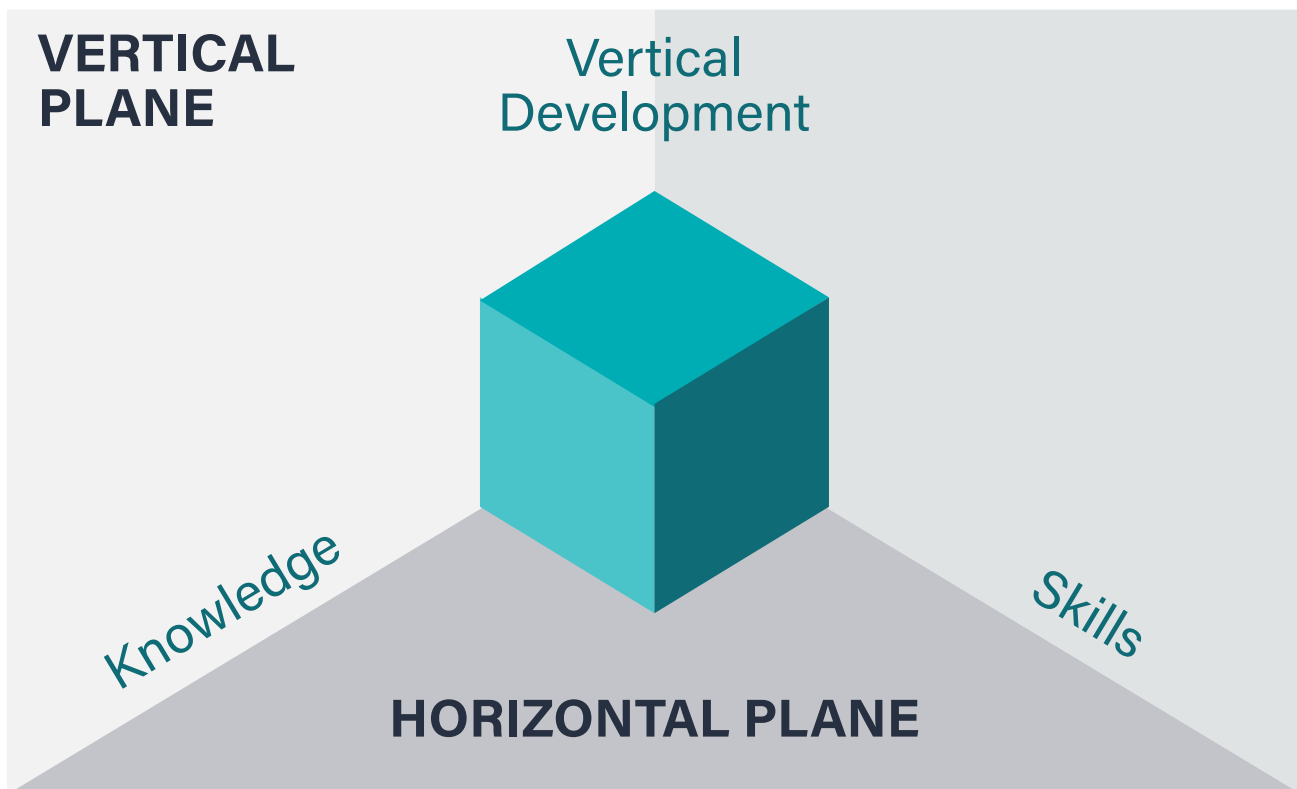 VERTICAL
PLANE
Vertical
Development
Knowledge
Skills
HORIZONTAL PLANE